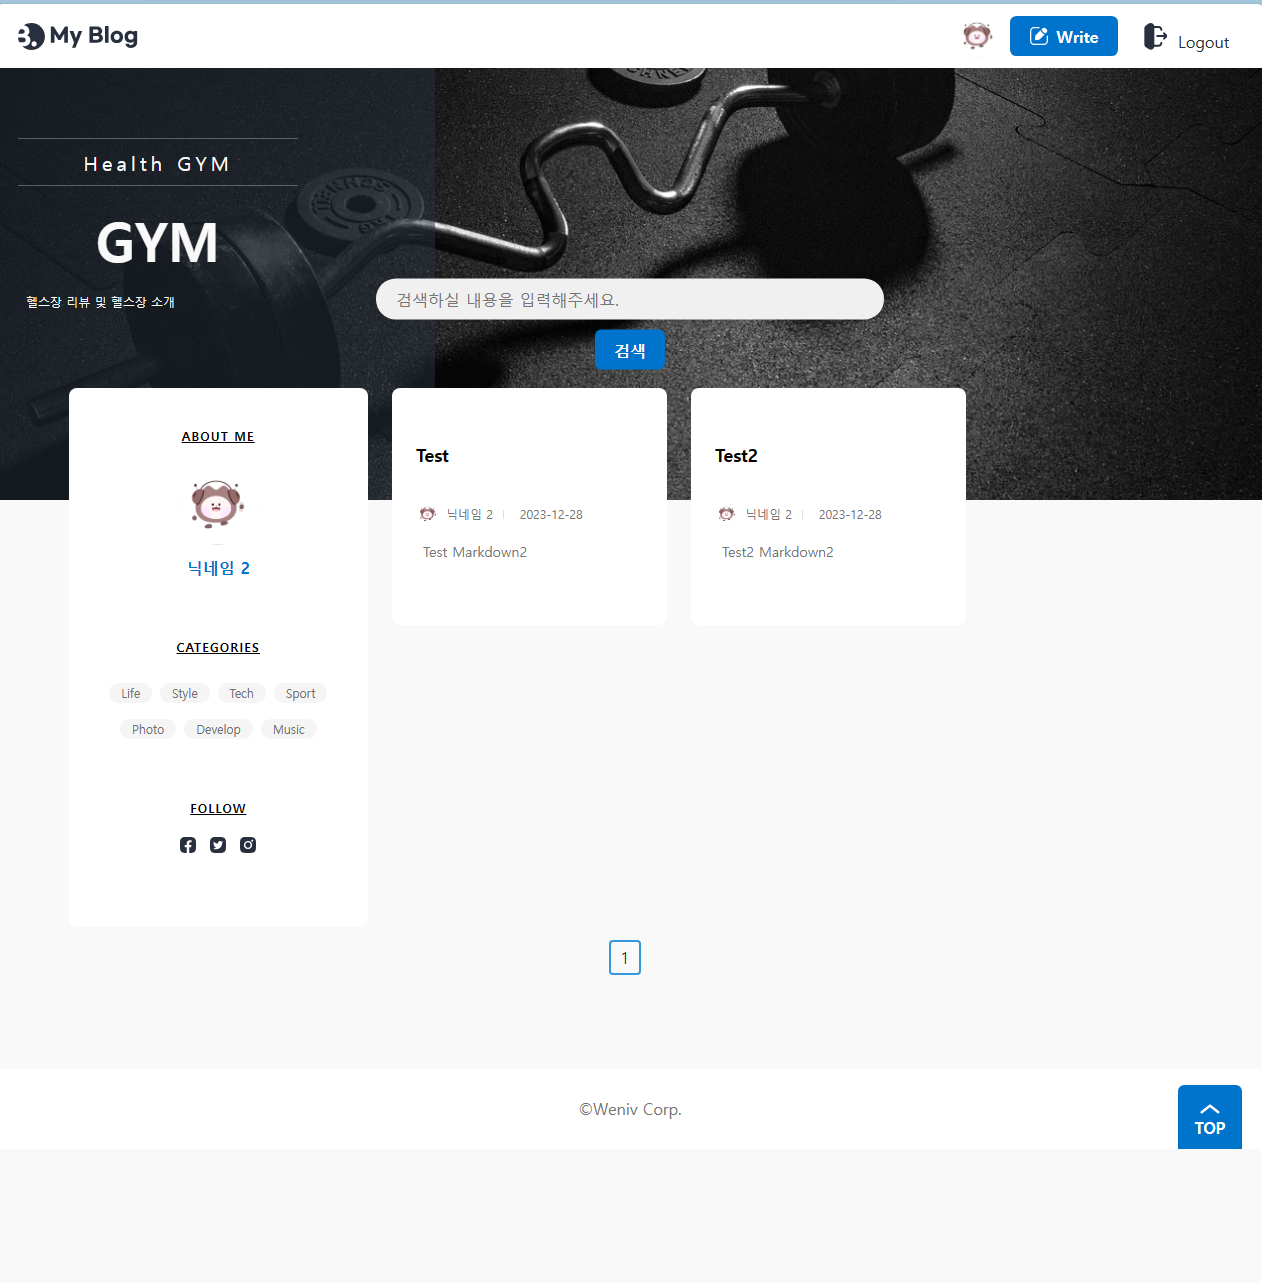 My Blog
Write
Logout
Health GYM
GYM
헬스장 리뷰 및 헬스장 소개
검색하실 내용을 입력해주세요.
검색
ABOUT ME
닉네임 2
CATEGORIES
Life Style Tech Sport
Photo Develop Music
FOLLOW
Test
닉네임 2 2023-12-28
Test Markdown2
Test2
닉네임 2 2023-12-28
Test2 Markdown2
1
©Weniv Corp.
TOP